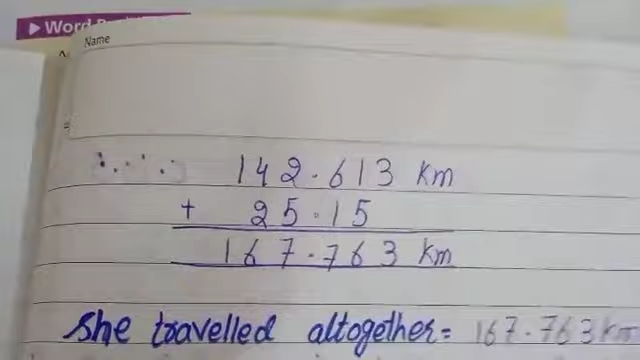 Word
Name
142.613 km
+ 25.15
167.763 km
She travelled altogether = 167.763 km